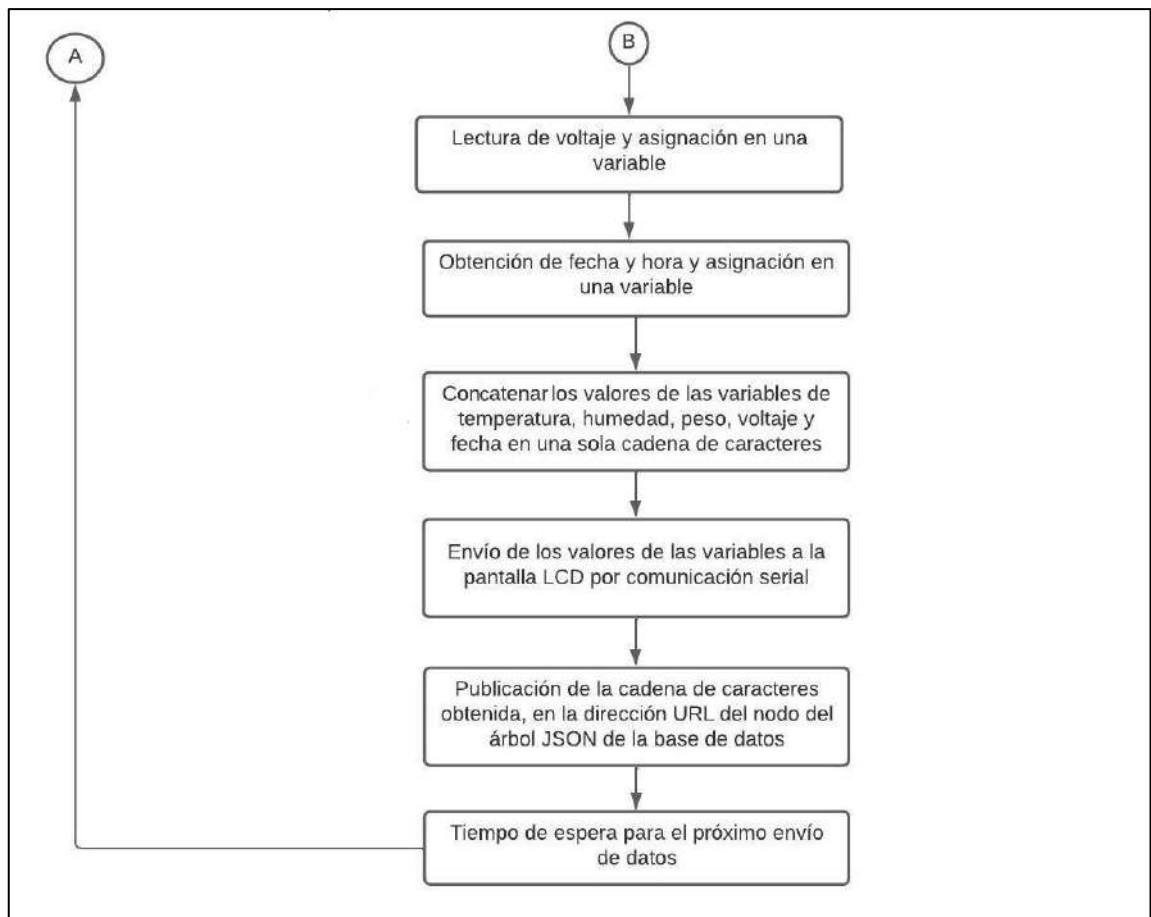 A
B
Lectura de voltaje y asignación en una
variable
Obtención de fecha y hora y asignación en
una variable
Concatenar los valores de las variables de
temperatura, humedad, peso, voltaje y
fecha en una sola cadena de caracteres
Envío de los valores de las variables a la
pantalla LCD por comunicación serial
Publicación de la cadena de caracteres
obtenida, en la dirección URL del nodo del
árbol JSON de la base de datos
Tiempo de espera para el próximo envío
de datos